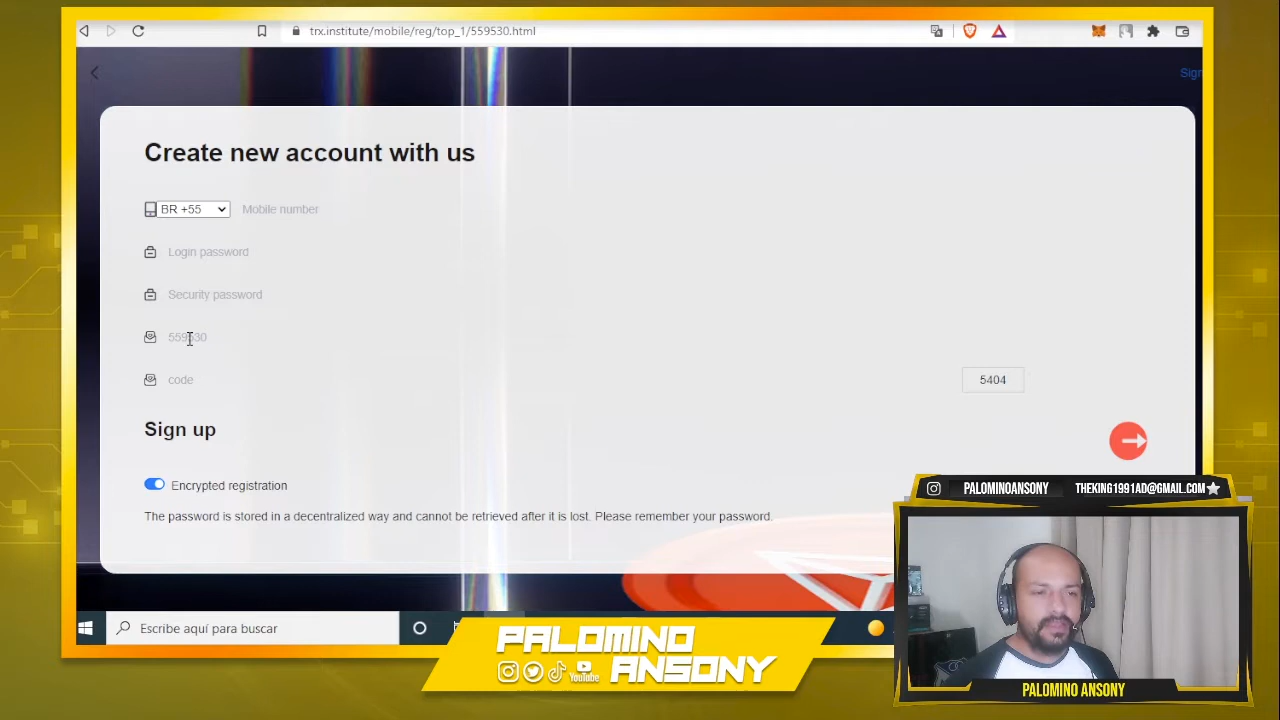 trx.institute/mobile/reg/top_1/559530.html
Sign
Create new account with us
BR +55
Mobile number
Login password
Security password
559530
code
5404
Sign up
Encrypted registration
The password is stored in a decentralized way and cannot be retrieved after it is lost. Please remember your password.
PALOMINOANSONY
THEKING1991AD@GMAIL.COM
Escribe aquí para buscar
PALOMINO
YouTube
ANSONY
PALOMINO ANSONY